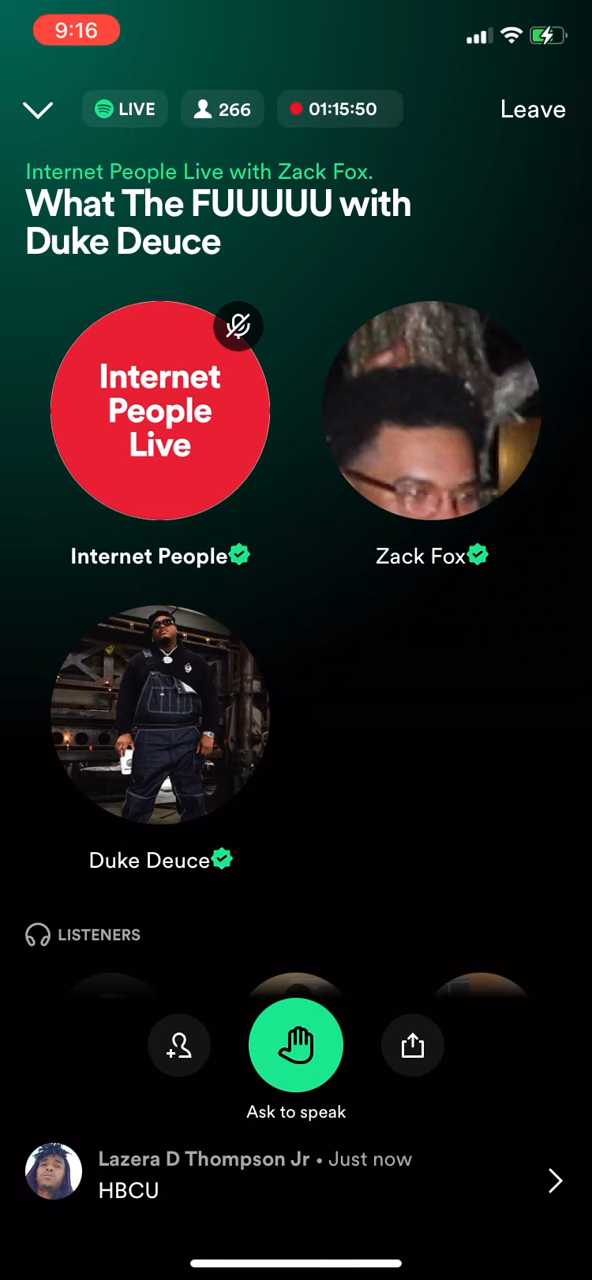 9:16
LIVE
266
01:15:50
Leave
Internet People Live with Zack Fox.
What The FUUUUU with
Duke Deuce
Internet
People
Live
Internet People
Zack Fox
Duke Deuce
LISTENERS
Ask to speak
Lazera D Thompson Jr • Just now
HBCU